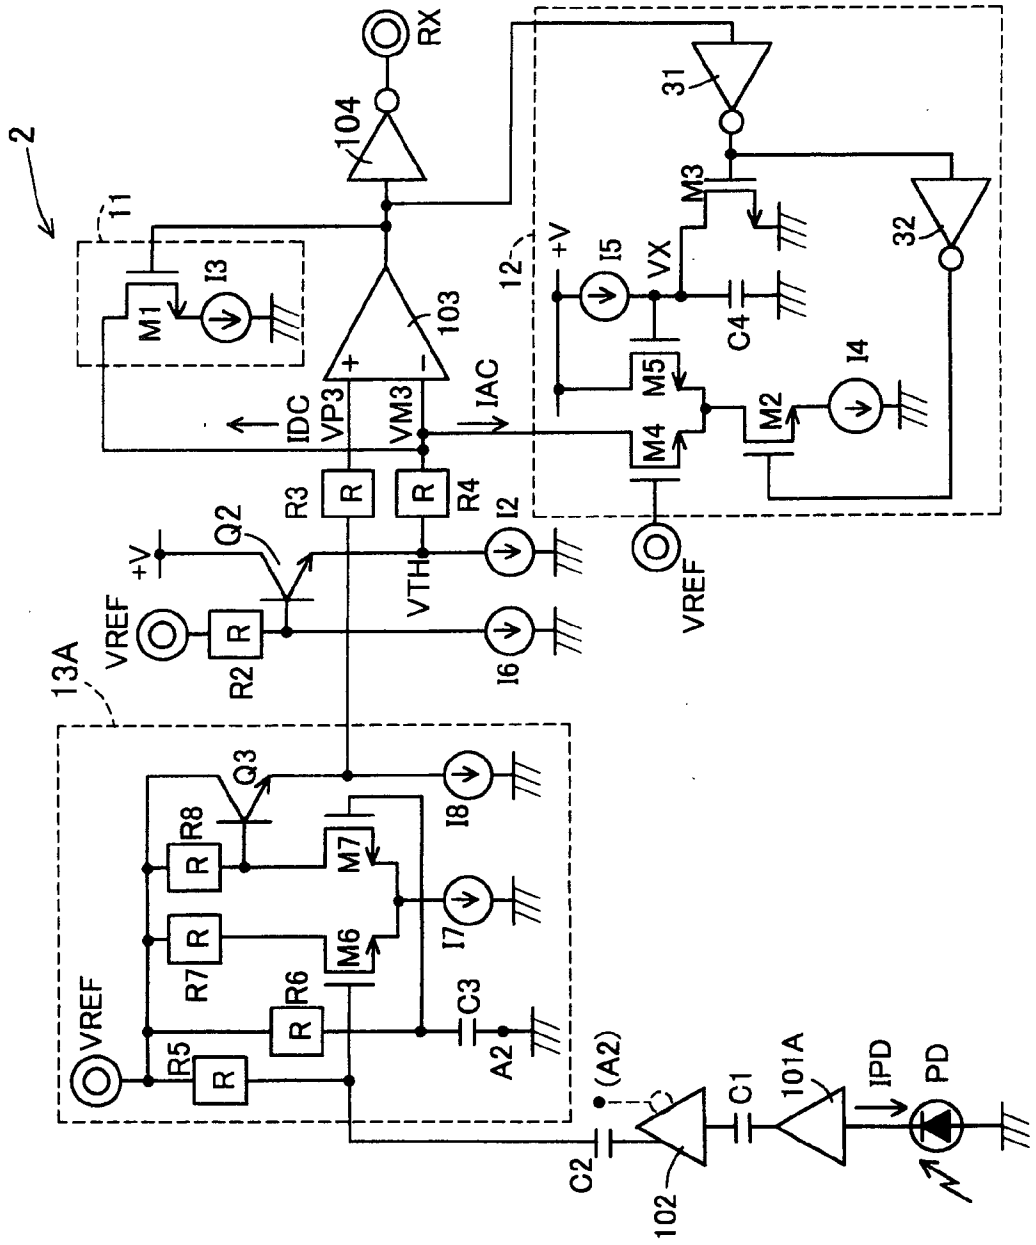 2
11
M1
I3
104
RX
103
+
−
IDC
VP3
VM3
IAC
R3
R
R
R4
+V
Q2
VREF
R
R2
VTH
I2
I6
12
+V
31
M3
32
I5
VX
C4
M5
M4
M2
I4
VREF
13A
VREF
R5
R
R6
R
R7
R
R8
R
Q3
M6
M7
I7
I8
C3
A2
(A2)
C2
102
C1
101A
IPD
PD